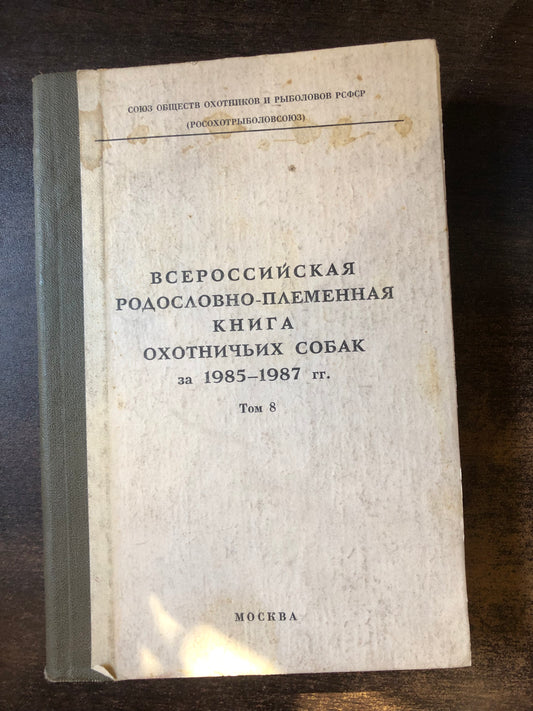 СОЮЗ ОБЩЕСТВ ОХОТНИКОВ И РЫБОЛОВОВ РСФСР
(РОСОХОТРЫБОЛОВСОЮЗ)
ВСЕРОССИЙСКАЯ
РОДОСЛОВНО-ПЛЕМЕННАЯ
КНИГА
ОХОТНИЧЬИХ СОБАК
за 1985–1987 гг.
Том 8
МОСКВА